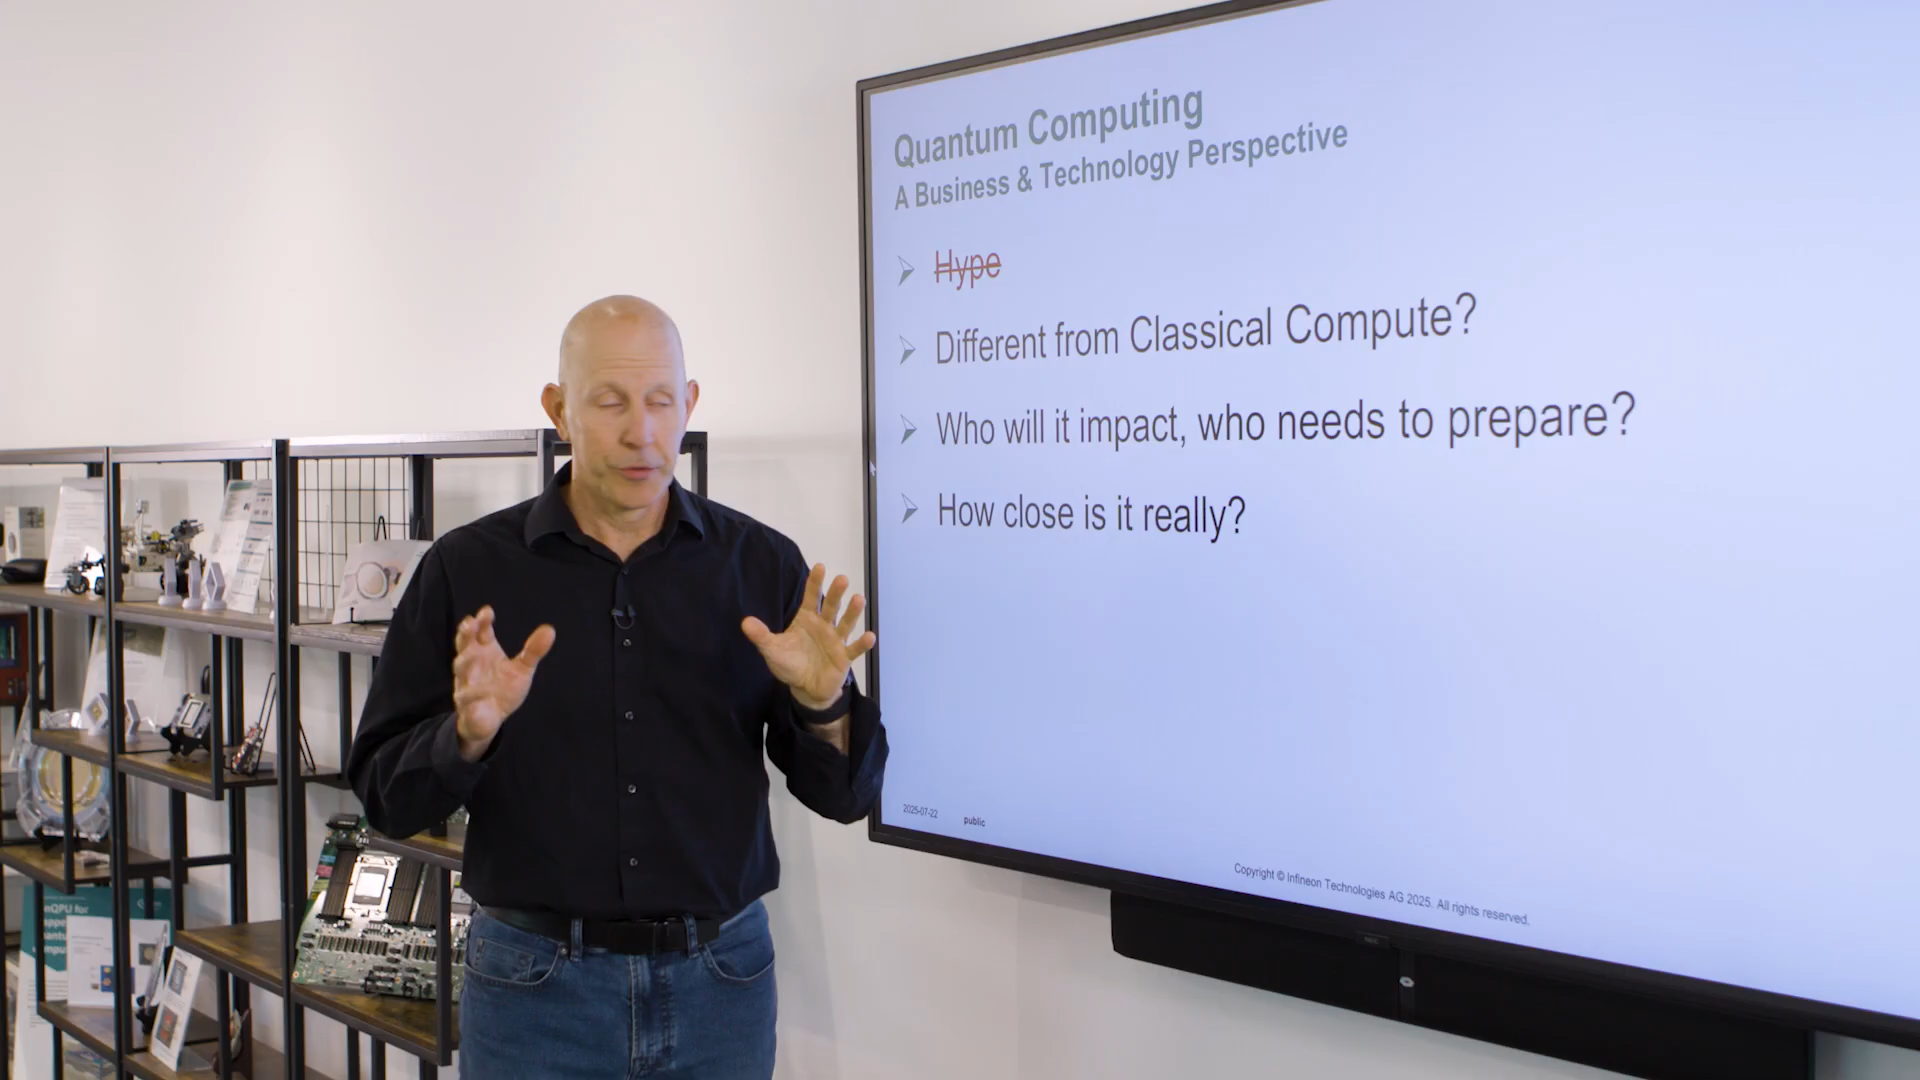 Quantum Computing
A Business & Technology Perspective
Hype
Different from Classical Compute?
Who will it impact, who needs to prepare?
How close is it really?
2025-07-22
public
Copyright © Infineon Technologies AG 2025. All rights reserved.